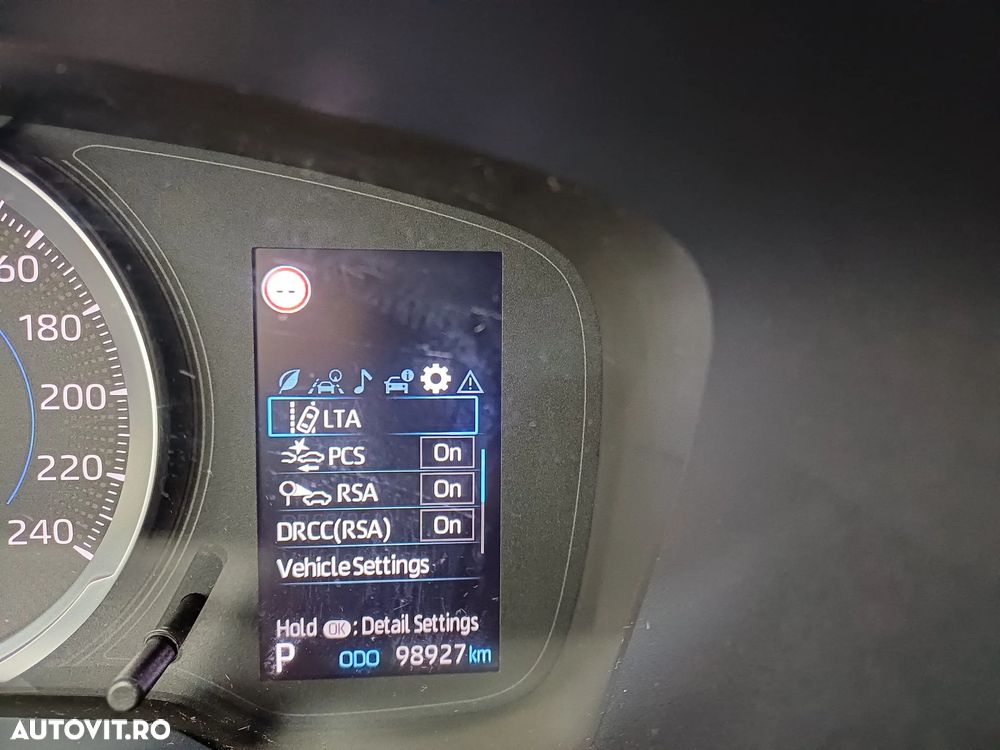 60
180
200
220
240
--
LTA
PCS On
RSA On
DRCC(RSA) On
Vehicle Settings
Hold OK : Detail Settings
P ODO 98927 km
AUTOVIT.RO